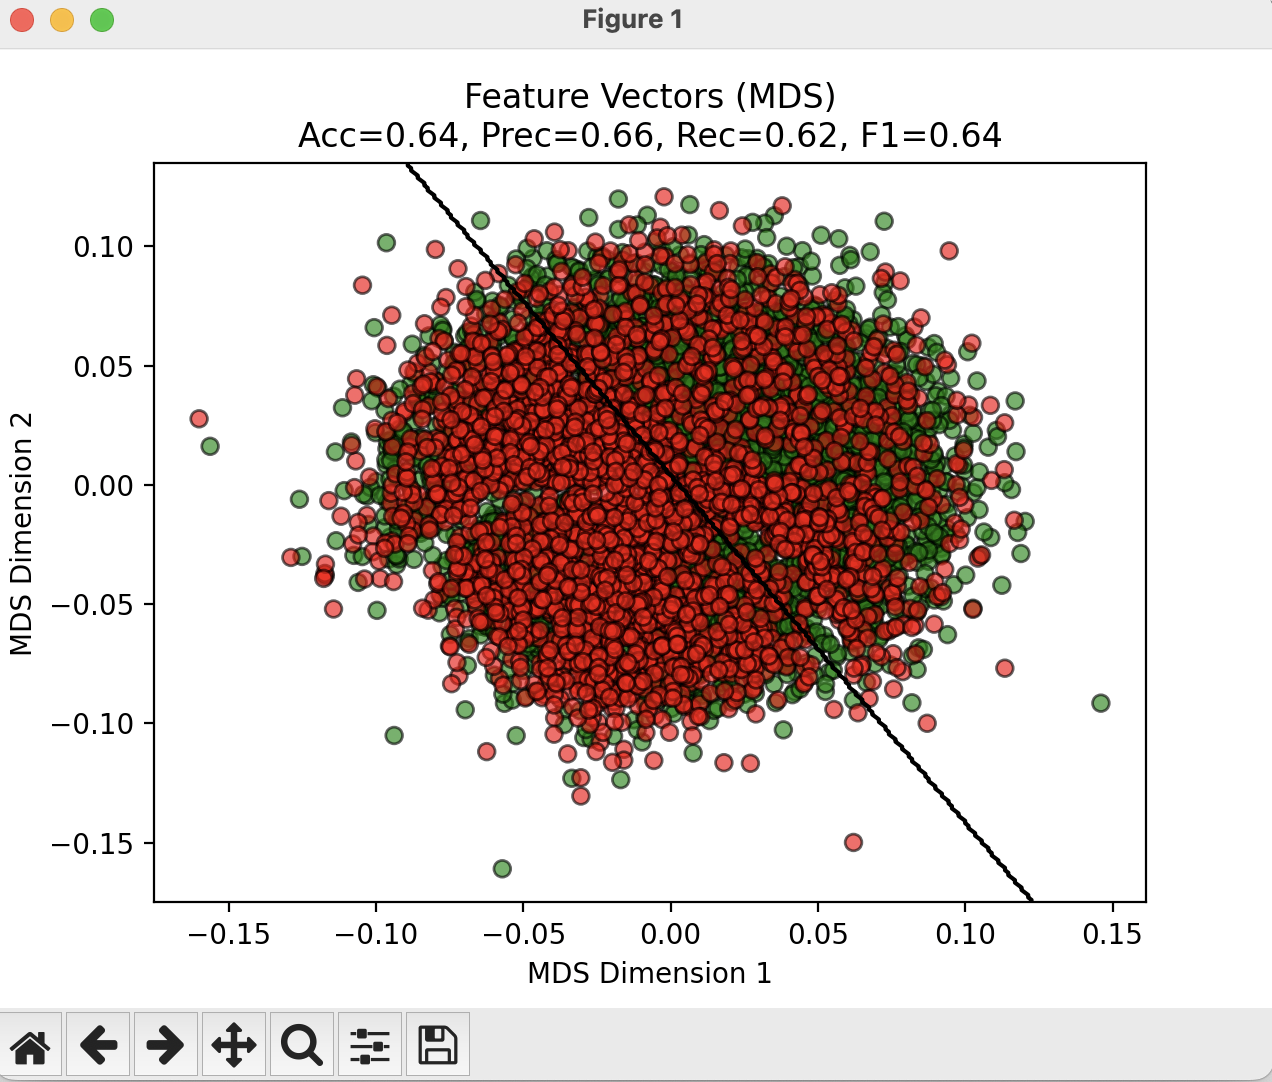 Figure 1
Feature Vectors (MDS)
Acc=0.64, Prec=0.66, Rec=0.62, F1=0.64
MDS Dimension 2
0.10
0.05
0.00
−0.05
−0.10
−0.15
−0.15 −0.10 −0.05 0.00 0.05 0.10 0.15
MDS Dimension 1